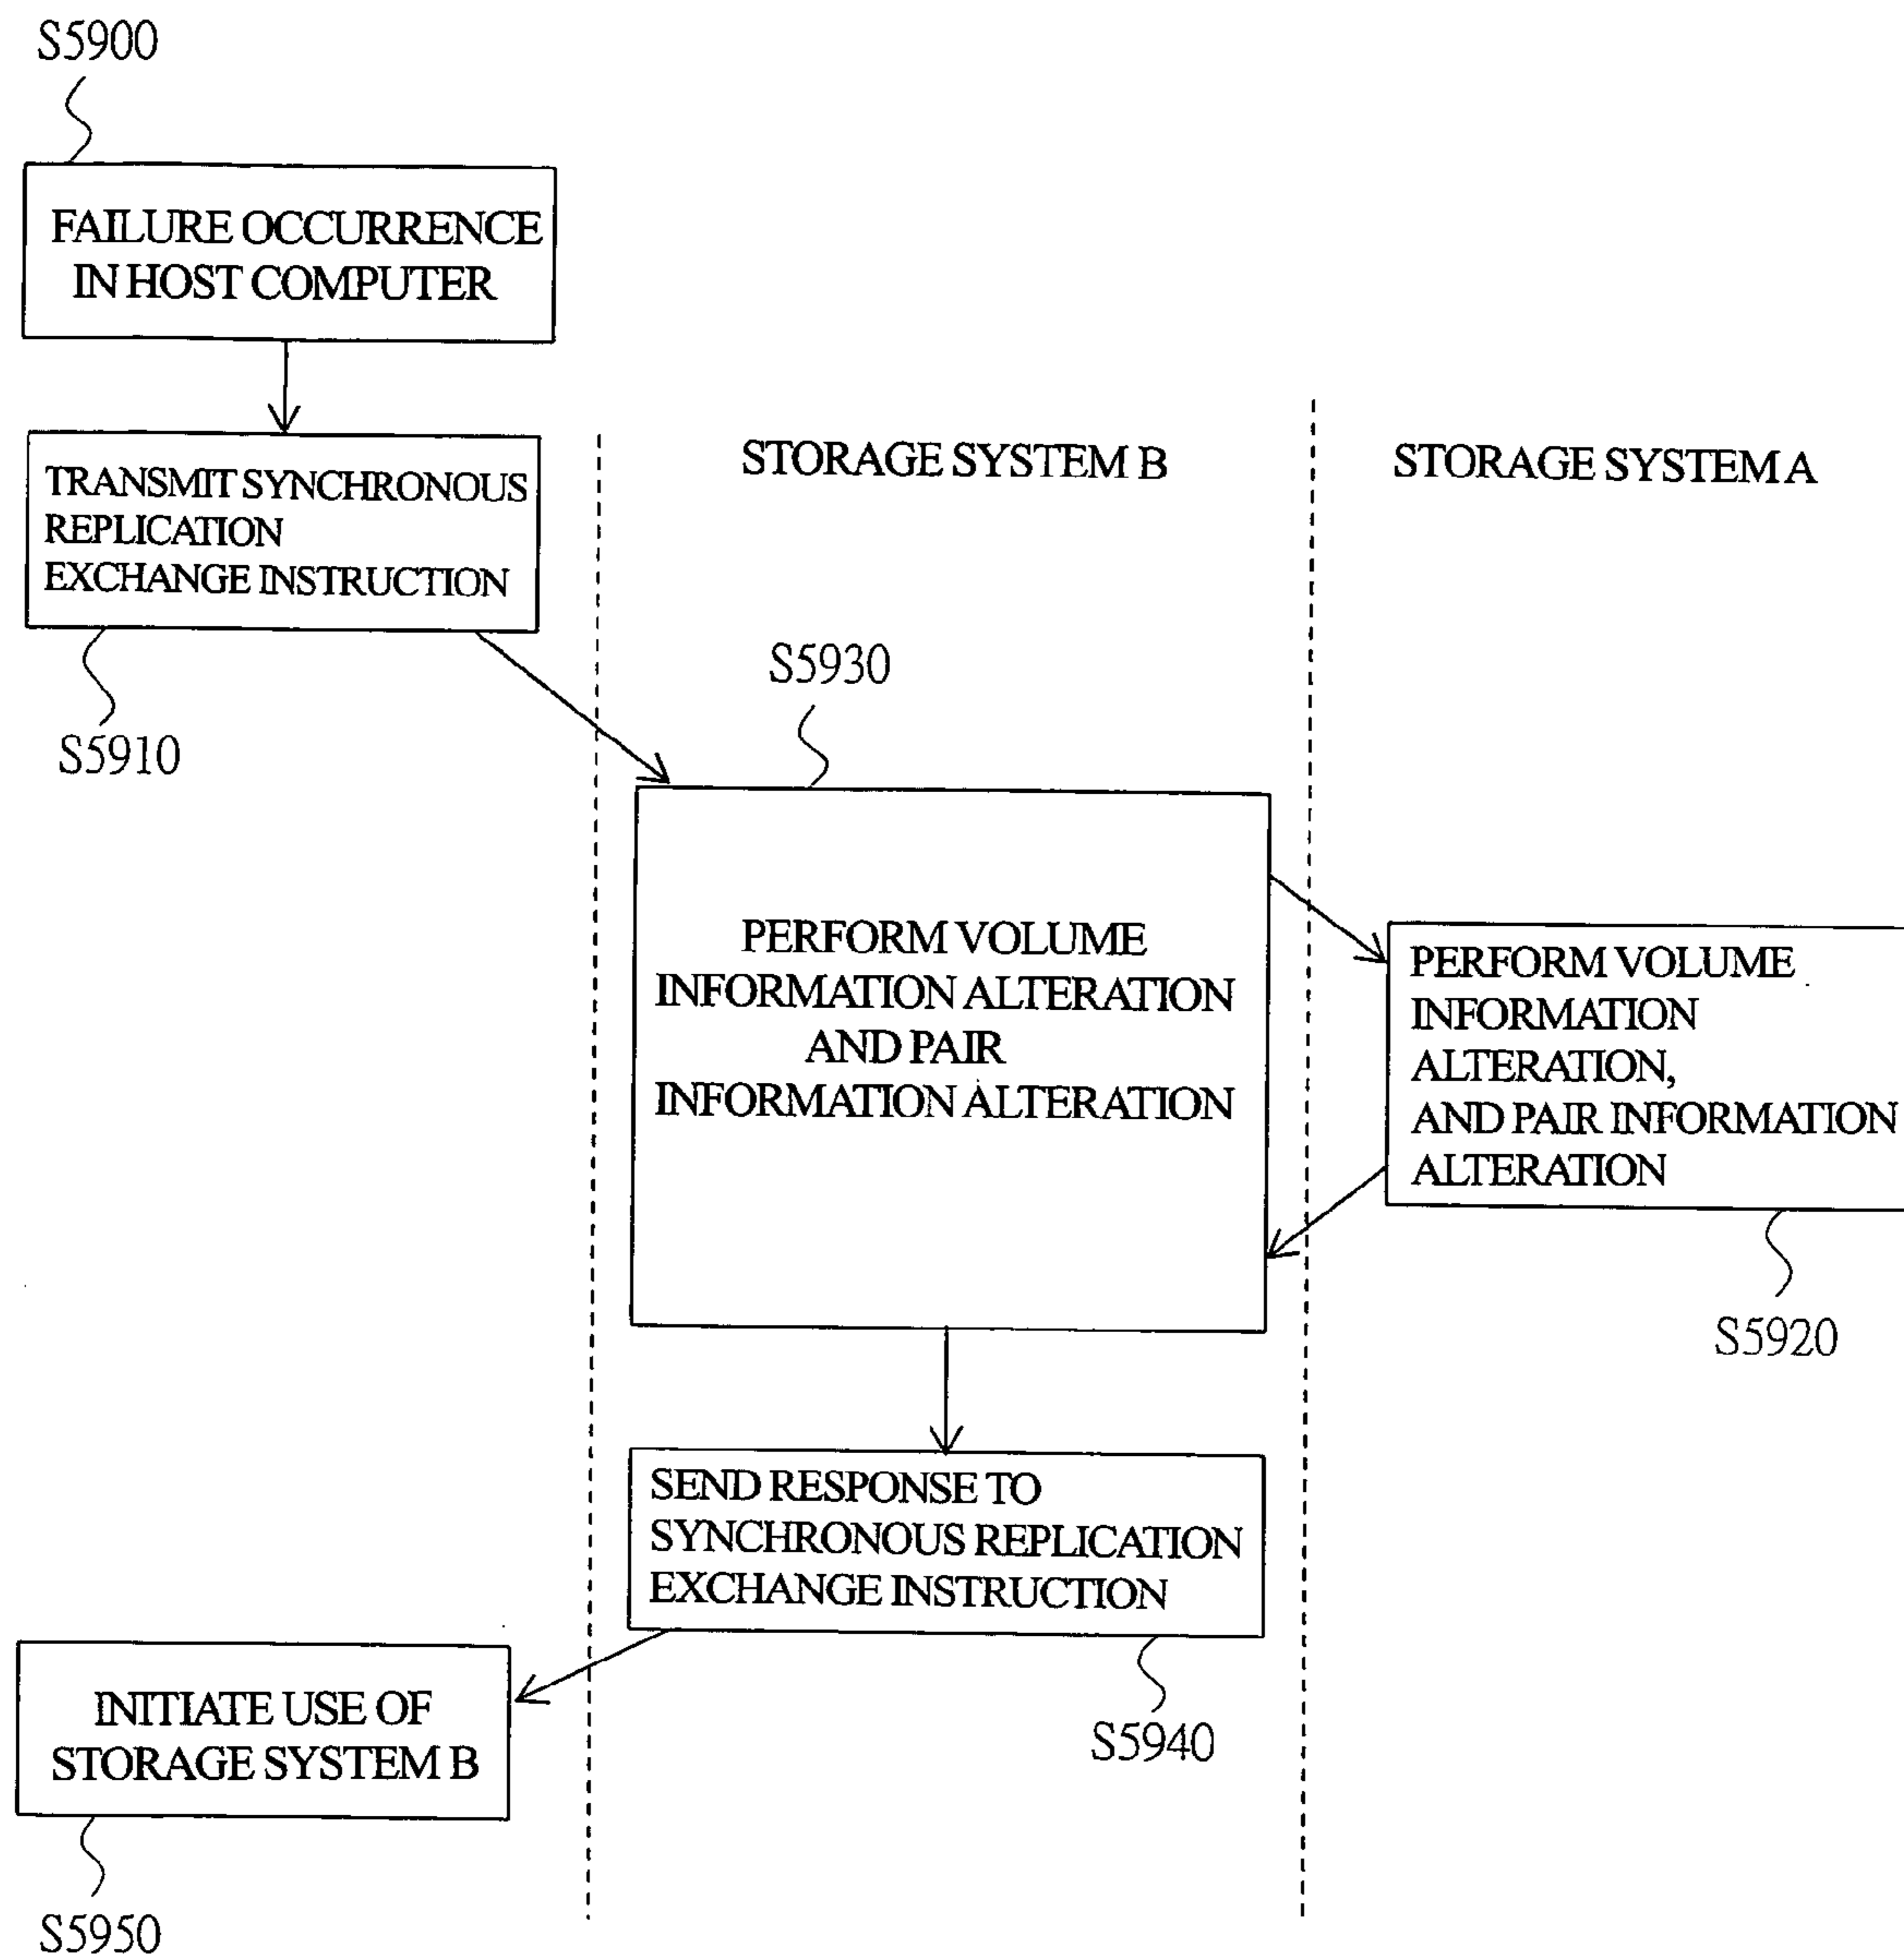 S5900
FAILURE OCCURRENCE
IN HOST COMPUTER
TRANSMIT SYNCHRONOUS
REPLICATION
EXCHANGE INSTRUCTION
S5910
STORAGE SYSTEM B
STORAGE SYSTEM A
S5930
PERFORM VOLUME
INFORMATION ALTERATION
AND PAIR
INFORMATION ALTERATION
PERFORM VOLUME
INFORMATION
ALTERATION,
AND PAIR INFORMATION
ALTERATION
S5920
SEND RESPONSE TO
SYNCHRONOUS REPLICATION
EXCHANGE INSTRUCTION
S5940
INITIATE USE OF
STORAGE SYSTEM B
S5950